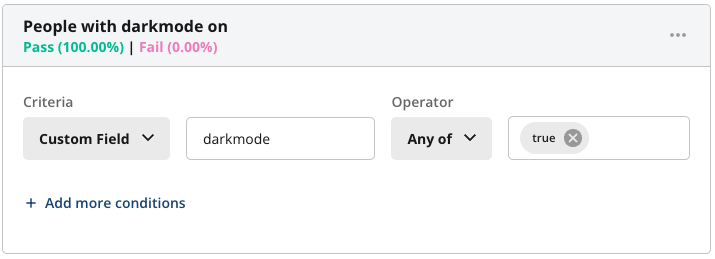 People with darkmode on
Pass (100.00%) | Fail (0.00%)
Criteria
Operator
Custom Field
darkmode
Any of
true
+ Add more conditions